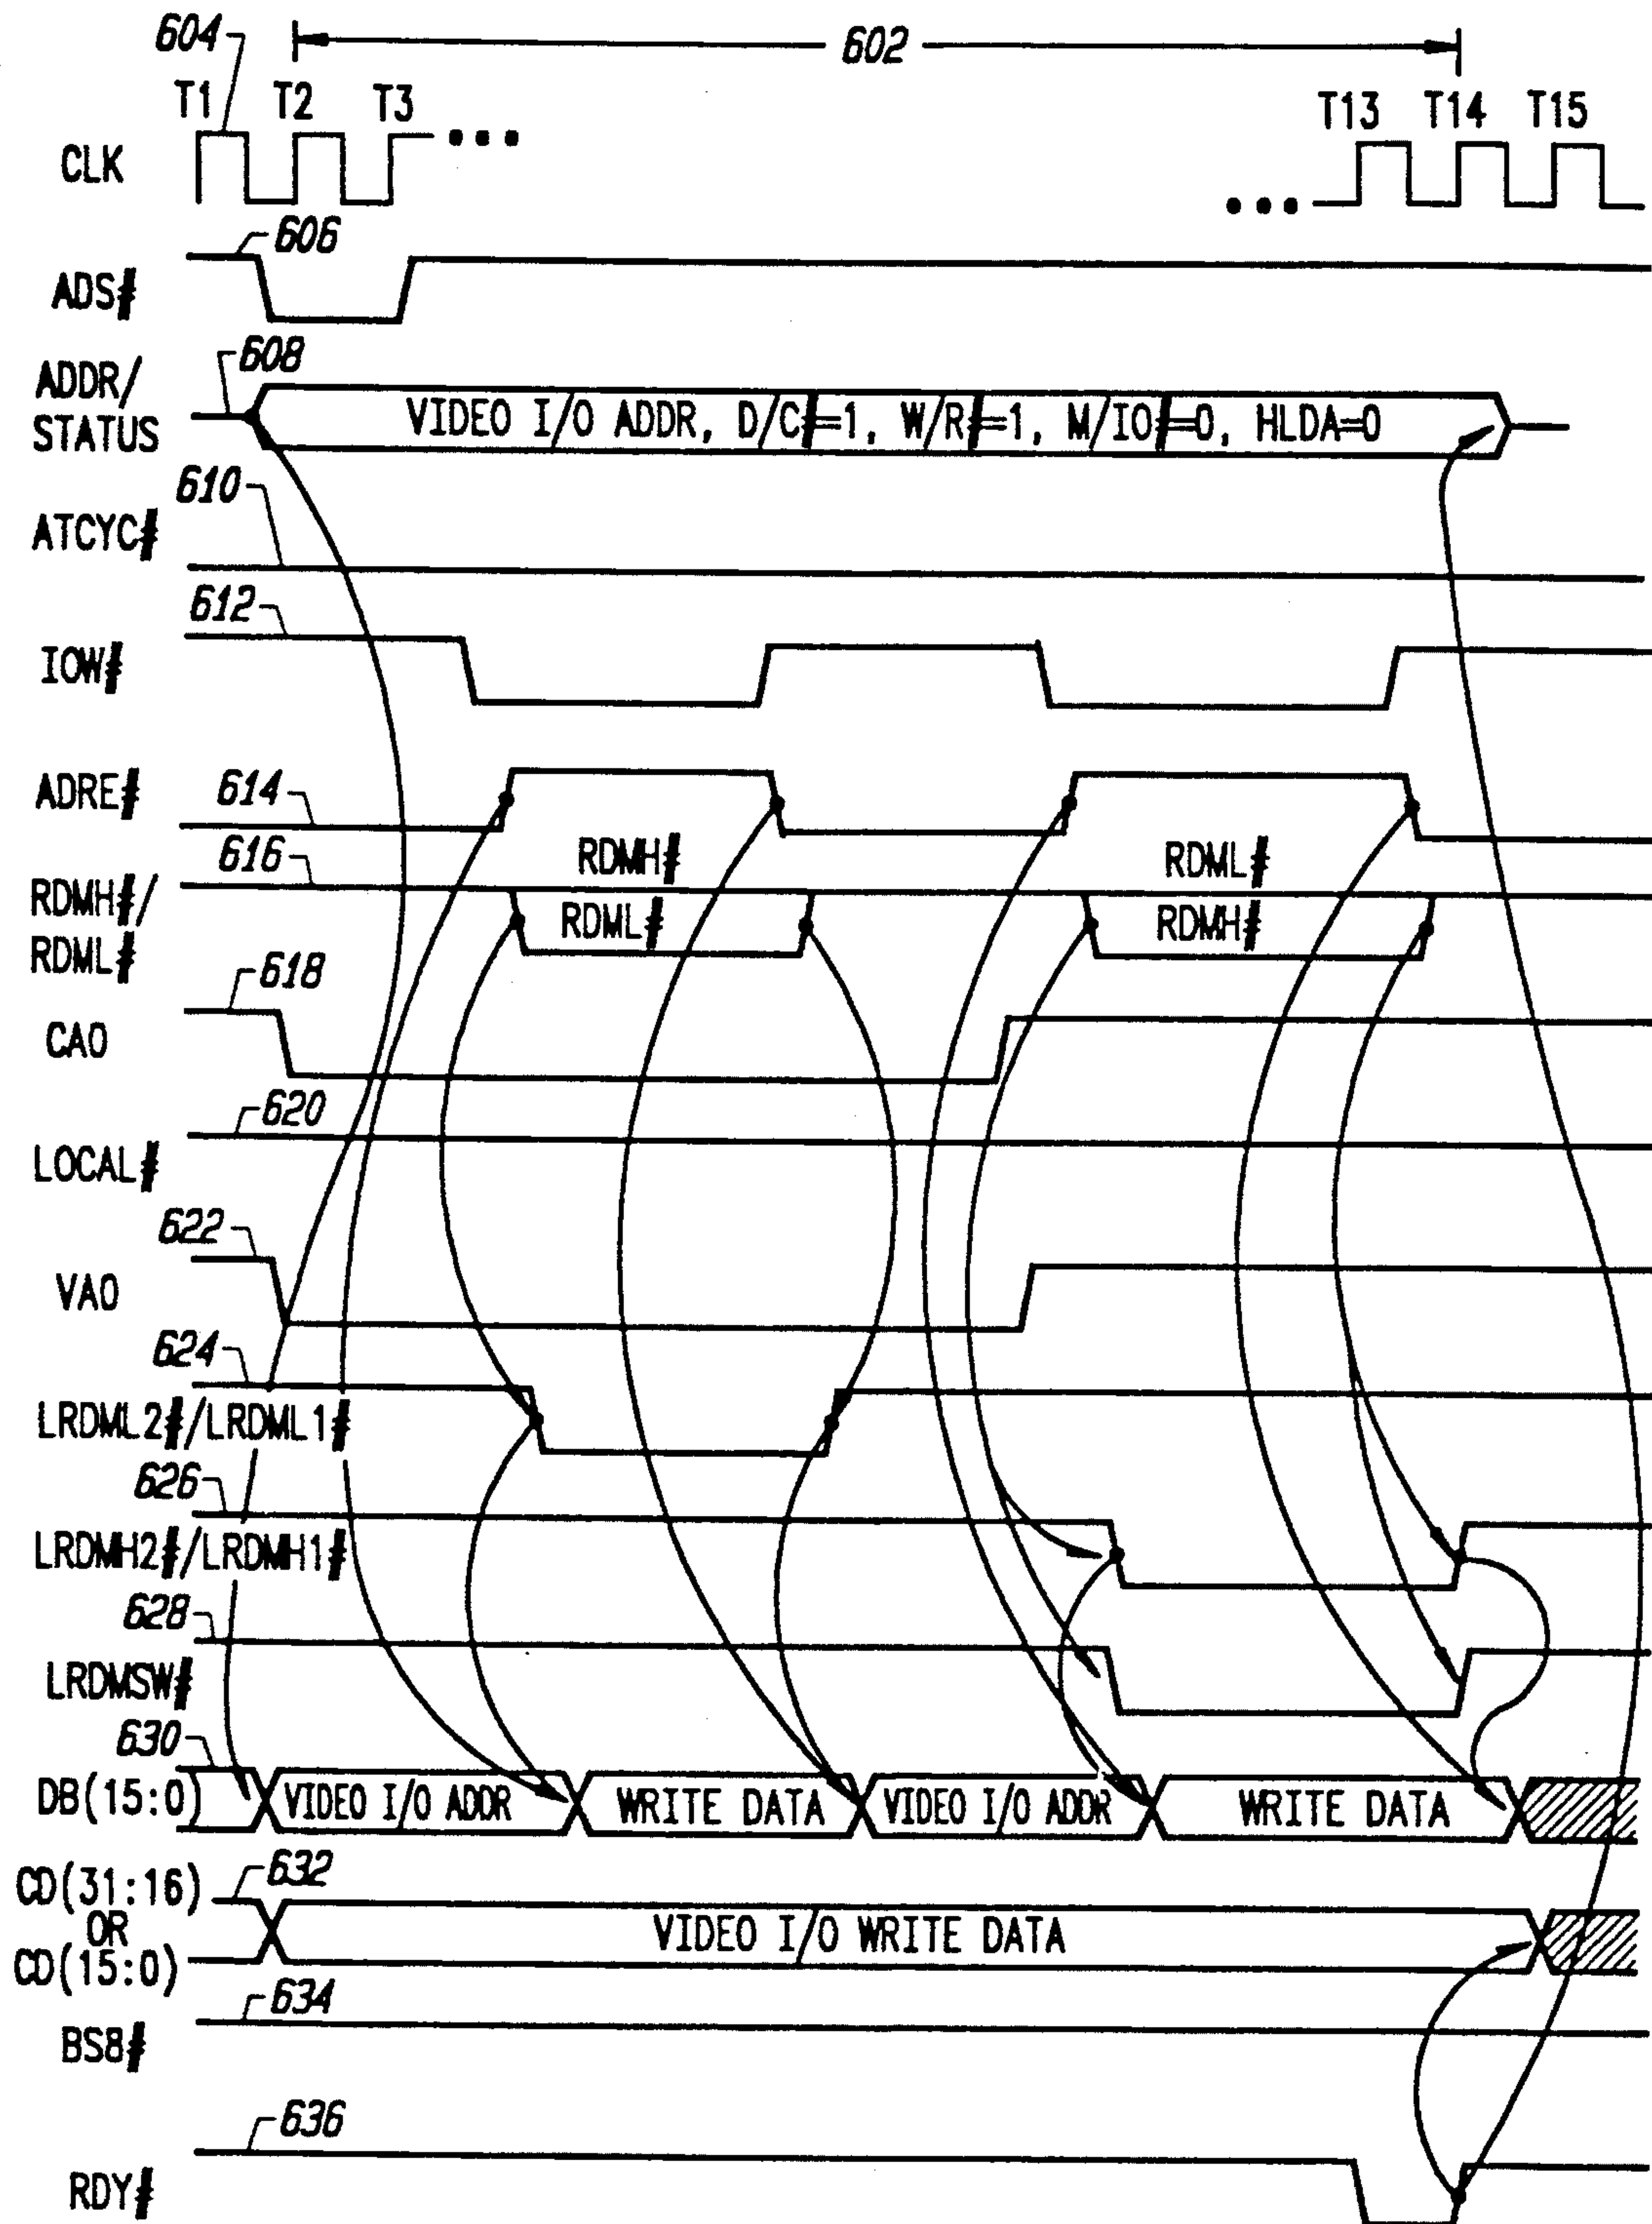 604
602
T1 T2 T3 T13 T14 T15
CLK
606
ADS#
608
ADDR/
STATUS
VIDEO I/O ADDR, D/C#=1, W/R#=1, M/IO#=0, HLDA=0
610
ATCYC#
612
IOW#
ADRE#
614
RDMH# RDML#
616
RDMH#/
RDML#
RDML# RDMH#
618
CA0
620
LOCAL#
622
VA0
624
LRDML2#/LRDML1#
626
LRDMH2#/LRDMH1#
628
LRDMSW#
630
DB(15:0)
VIDEO I/O ADDR WRITE DATA VIDEO I/O ADDR WRITE DATA
632
CD(31:16)
OR
CD(15:0)
VIDEO I/O WRITE DATA
634
BS8#
636
RDY#